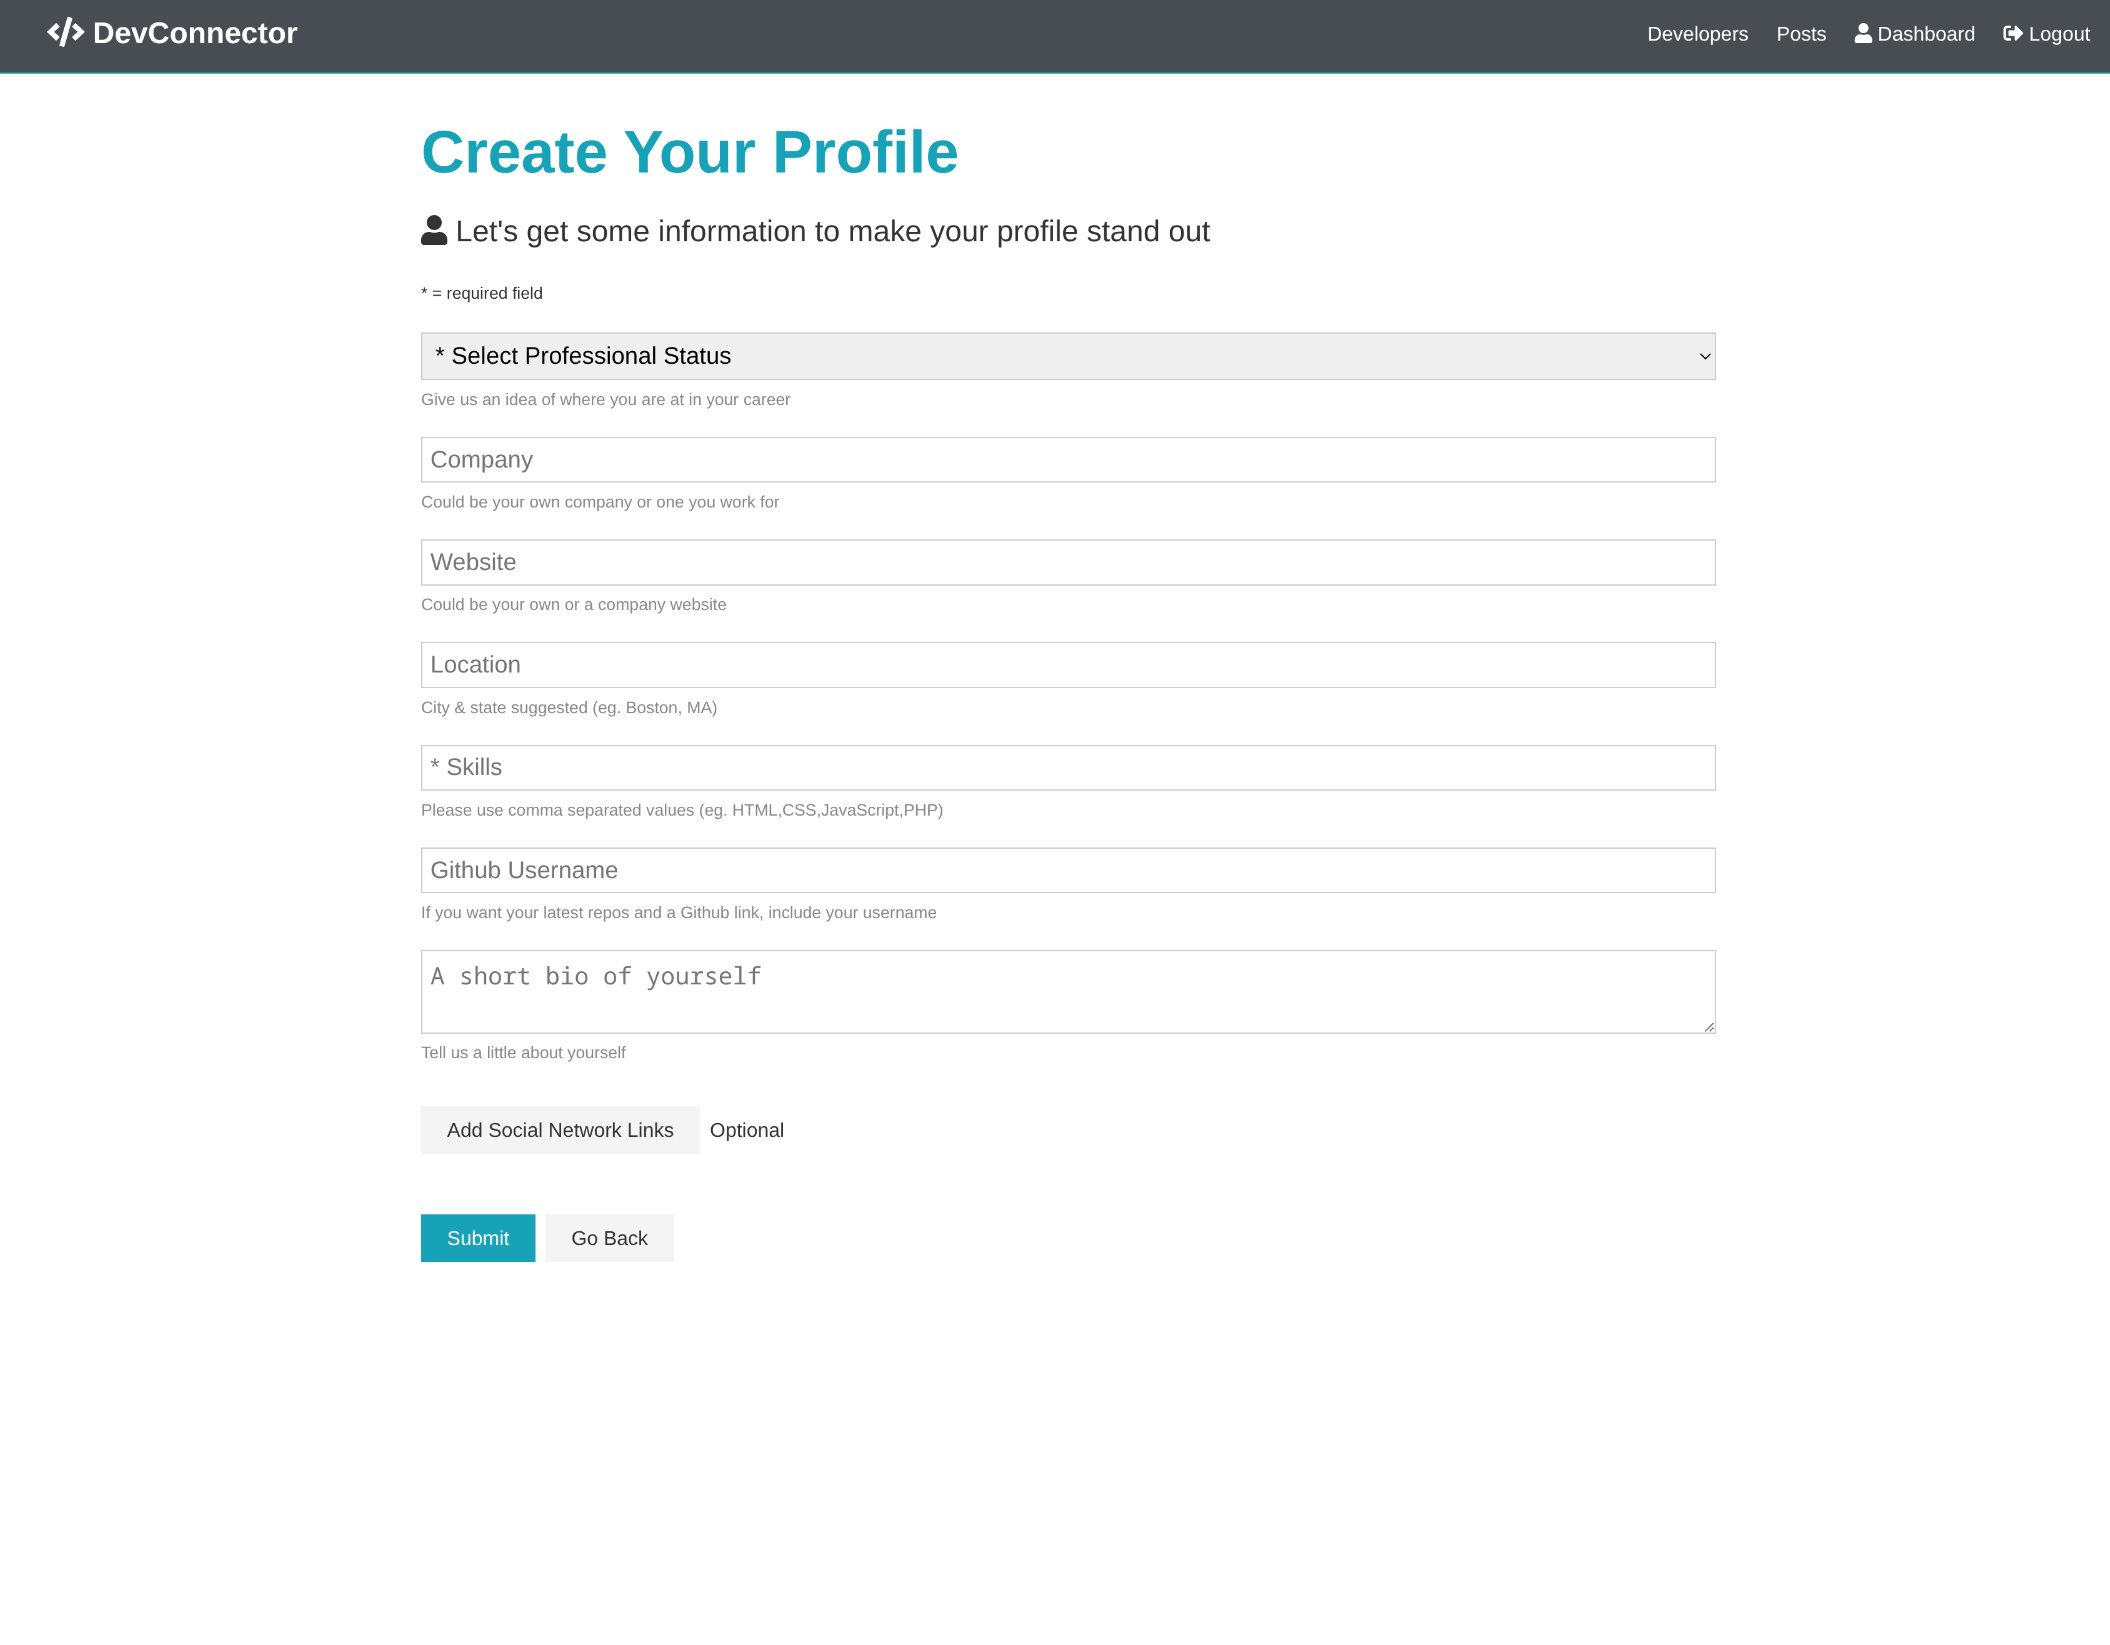 DevConnector
Developers Posts Dashboard Logout
Create Your Profile
Let's get some information to make your profile stand out
* = required field
* Select Professional Status
Give us an idea of where you are at in your career
Company
Could be your own company or one you work for
Website
Could be your own or a company website
Location
City & state suggested (eg. Boston, MA)
* Skills
Please use comma separated values (eg. HTML,CSS,JavaScript,PHP)
Github Username
If you want your latest repos and a Github link, include your username
A short bio of yourself
Tell us a little about yourself
Add Social Network Links Optional
Submit Go Back